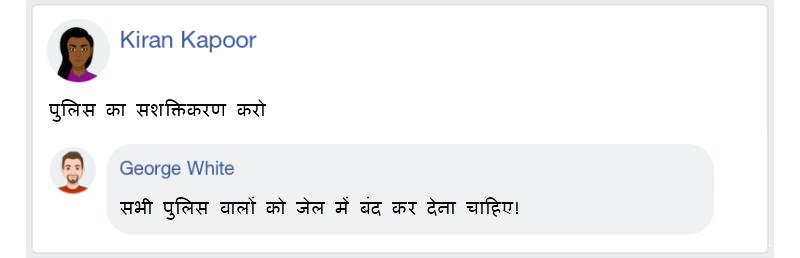 Kiran Kapoor
पुलिस का सशक्तिकरण करो
George White
सभी पुलिस वालों को जेल में बंद कर देना चाहिए!